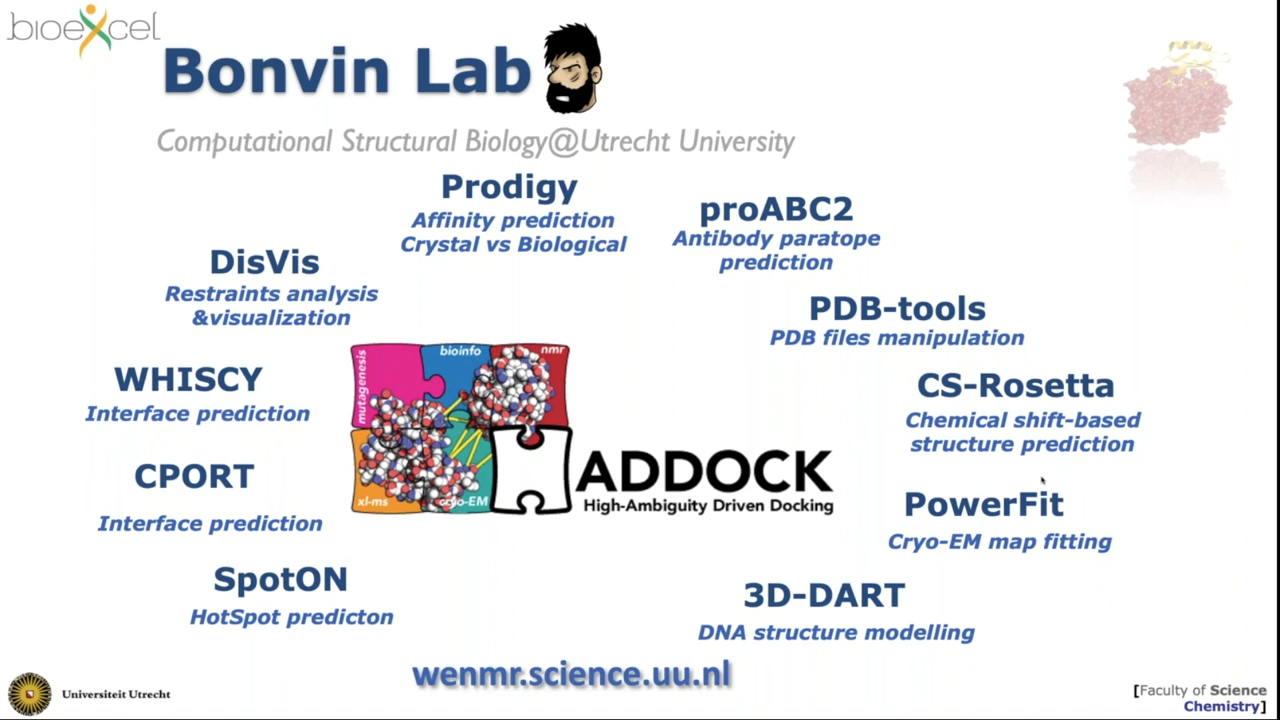 bioexcel
Bonvin Lab
Computational Structural Biology@Utrecht University
Prodigy
Affinity prediction
Crystal vs Biological
proABC2
Antibody paratope
prediction
DisVis
Restraints analysis
&visualization
PDB-tools
PDB files manipulation
WHISCY
Interface prediction
CS-Rosetta
Chemical shift-based
structure prediction
mutagenesis
bioinfo
nmr
xl-ms
cryo-EM
HADDOCK
High-Ambiguity Driven Docking
CPORT
Interface prediction
PowerFit
Cryo-EM map fitting
SpotON
HotSpot predicton
3D-DART
DNA structure modelling
wenmr.science.uu.nl
Universiteit Utrecht
[Faculty of Science
Chemistry]